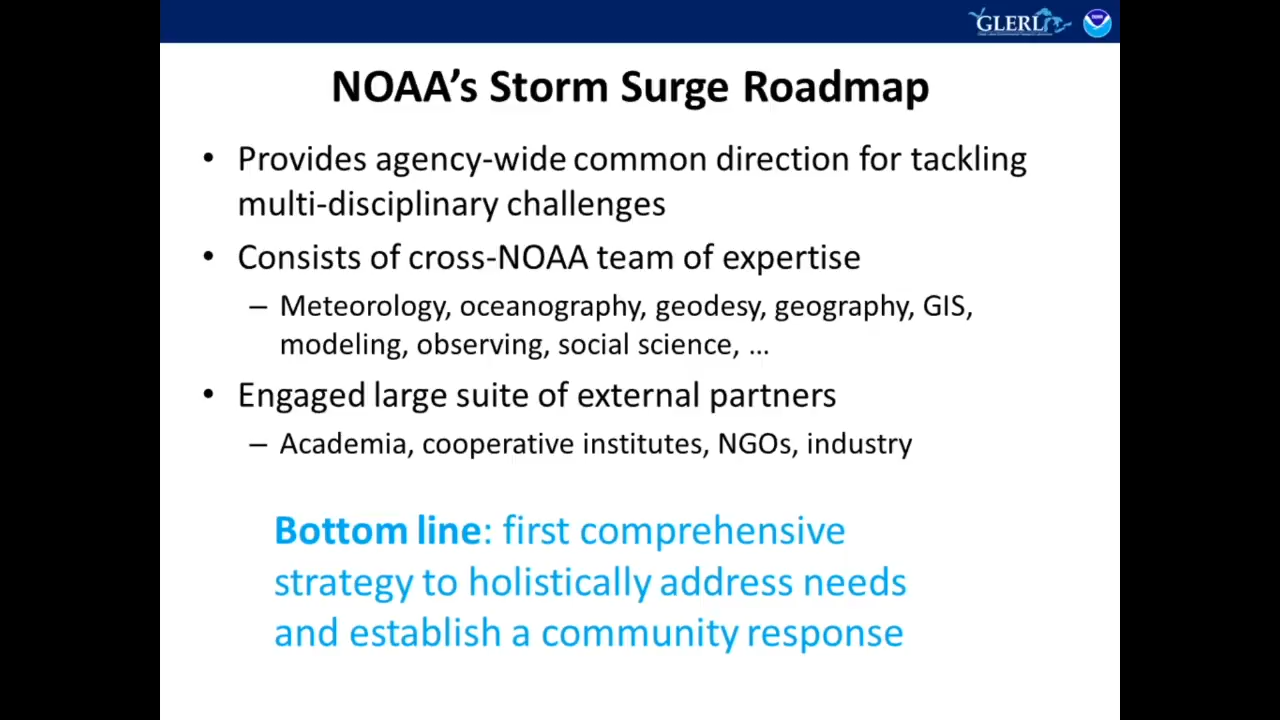 GLERL
NOAA's Storm Surge Roadmap
• Provides agency-wide common direction for tackling
multi-disciplinary challenges
• Consists of cross-NOAA team of expertise
– Meteorology, oceanography, geodesy, geography, GIS,
modeling, observing, social science, ...
• Engaged large suite of external partners
– Academia, cooperative institutes, NGOs, industry
Bottom line: first comprehensive
strategy to holistically address needs
and establish a community response